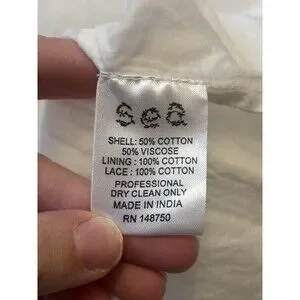 sea
SHELL: 50% COTTON
50% VISCOSE
LINING : 100% COTTON
LACE : 100% COTTON
PROFESSIONAL
DRY CLEAN ONLY
MADE IN INDIA
RN 148750